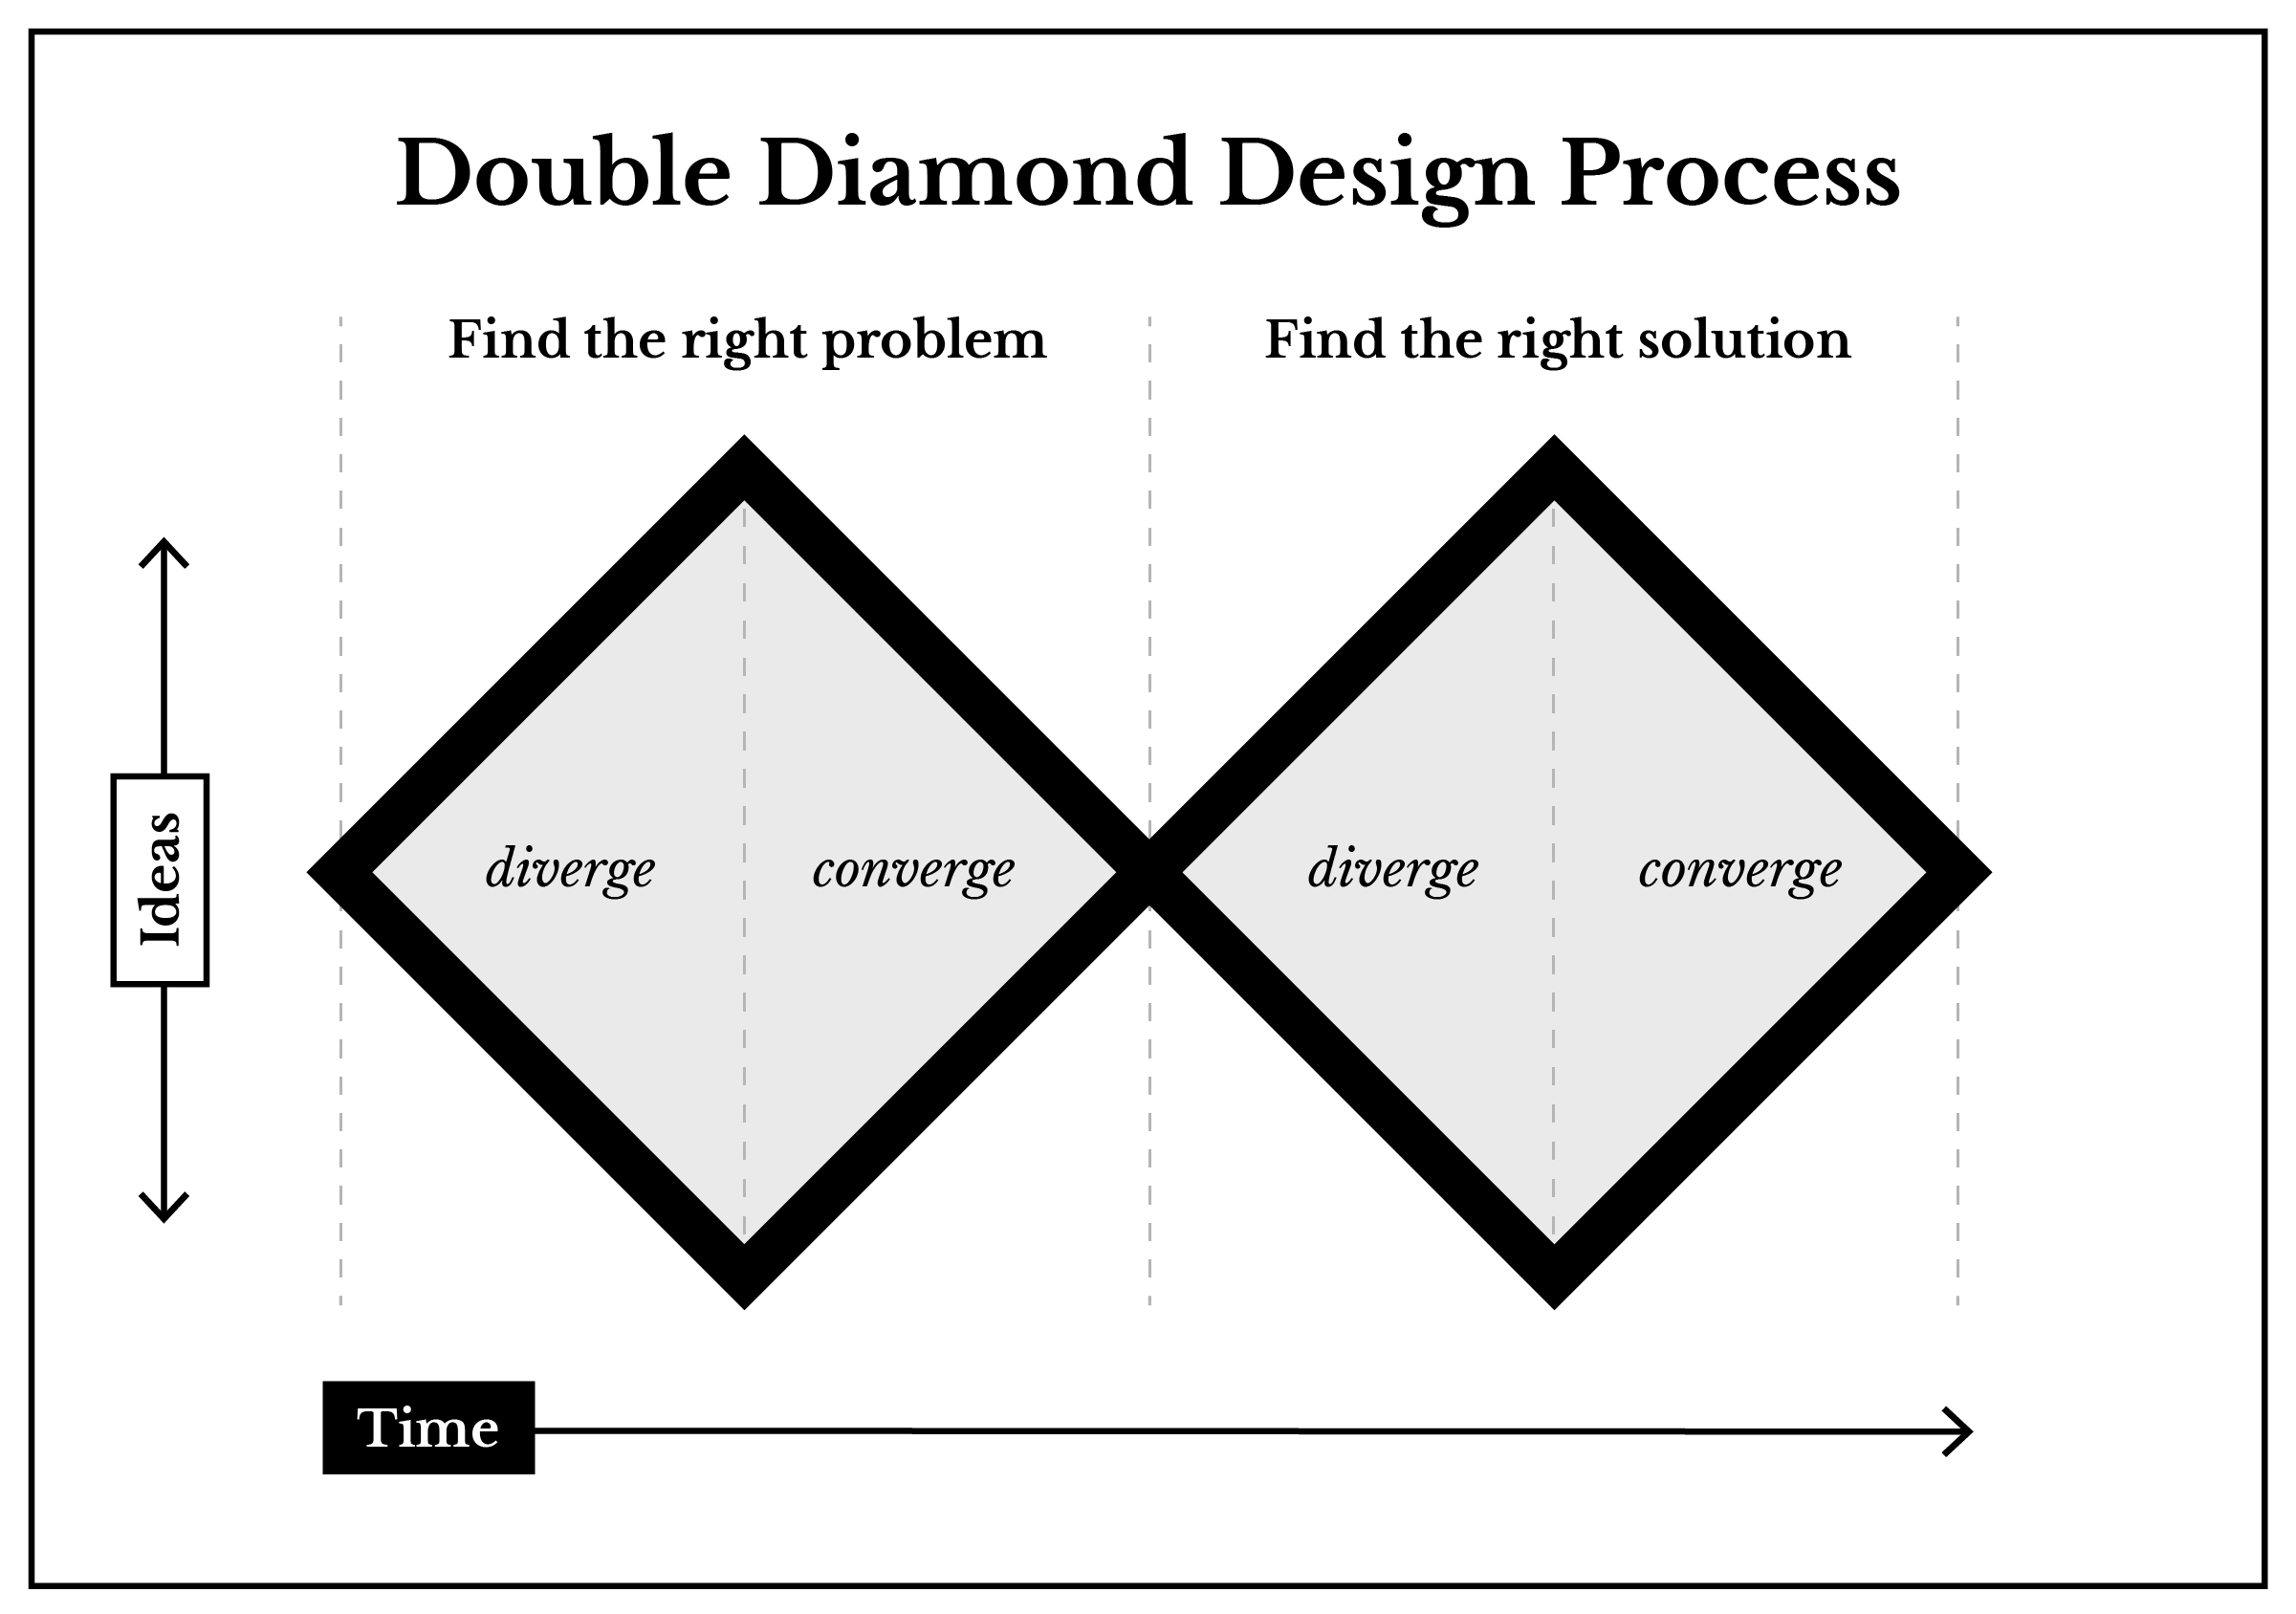 Double Diamond Design Process
Find the right problem
Find the right solution
Ideas
diverge
converge
diverge
converge
Time